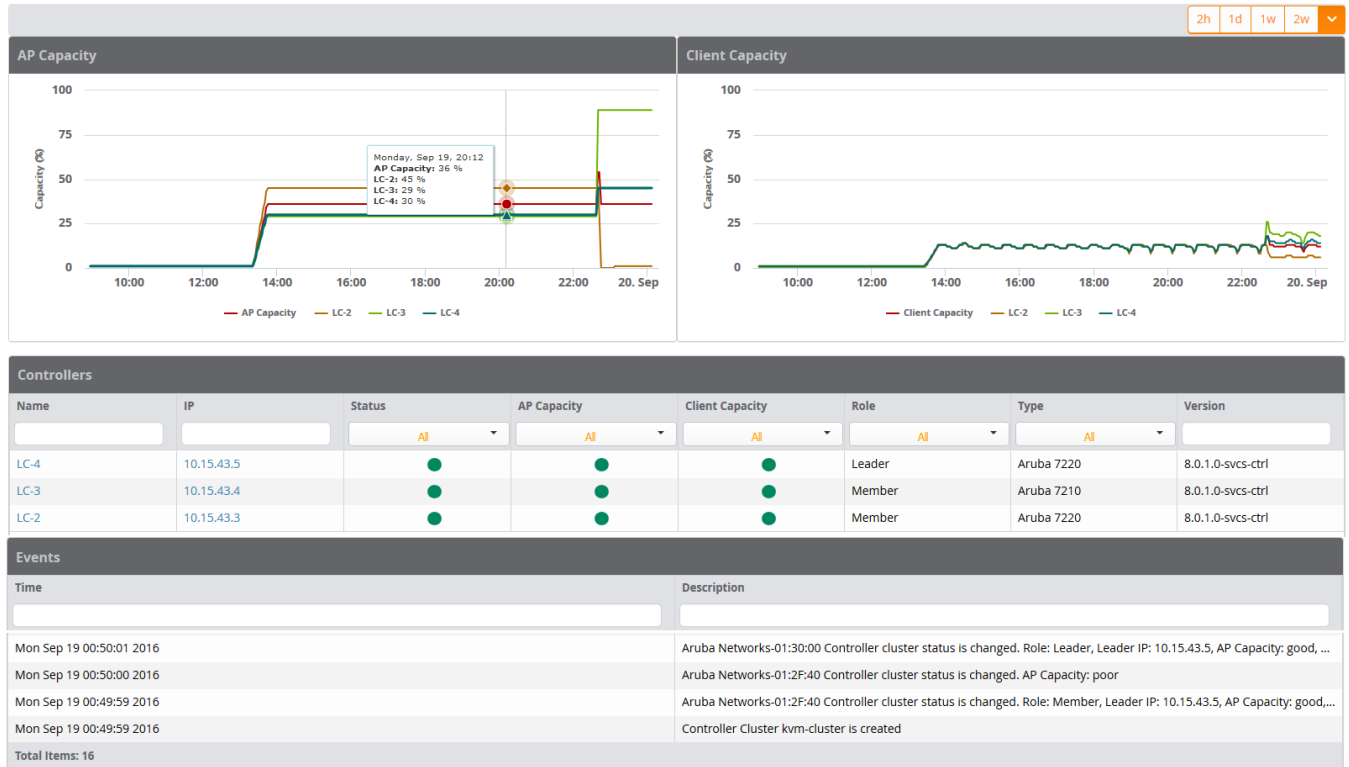 2h 1d 1w 2w
AP Capacity
Client Capacity
100
75
50
25
0
Capacity (%)
Monday, Sep 19, 20:12
AP Capacity: 36 %
LC-2: 45 %
LC-3: 29 %
LC-4: 30 %
10:00 12:00 14:00 16:00 18:00 20:00 22:00 20. Sep
AP Capacity LC-2 LC-3 LC-4
100
75
50
25
0
Capacity (%)
10:00 12:00 14:00 16:00 18:00 20:00 22:00 20. Sep
Client Capacity LC-2 LC-3 LC-4
Controllers
Name IP Status AP Capacity Client Capacity Role Type Version
All All All All All
LC-4 10.15.43.5 Leader Aruba 7220 8.0.1.0-svcs-ctrl
LC-3 10.15.43.4 Member Aruba 7210 8.0.1.0-svcs-ctrl
LC-2 10.15.43.3 Member Aruba 7220 8.0.1.0-svcs-ctrl
Events
Time Description
Mon Sep 19 00:50:01 2016 Aruba Networks-01:30:00 Controller cluster status is changed. Role: Leader, Leader IP: 10.15.43.5, AP Capacity: good, ...
Mon Sep 19 00:50:00 2016 Aruba Networks-01:2F:40 Controller cluster status is changed. AP Capacity: poor
Mon Sep 19 00:49:59 2016 Aruba Networks-01:2F:40 Controller cluster status is changed. Role: Member, Leader IP: 10.15.43.5, AP Capacity: good,...
Mon Sep 19 00:49:59 2016 Controller Cluster kvm-cluster is created
Total Items: 16